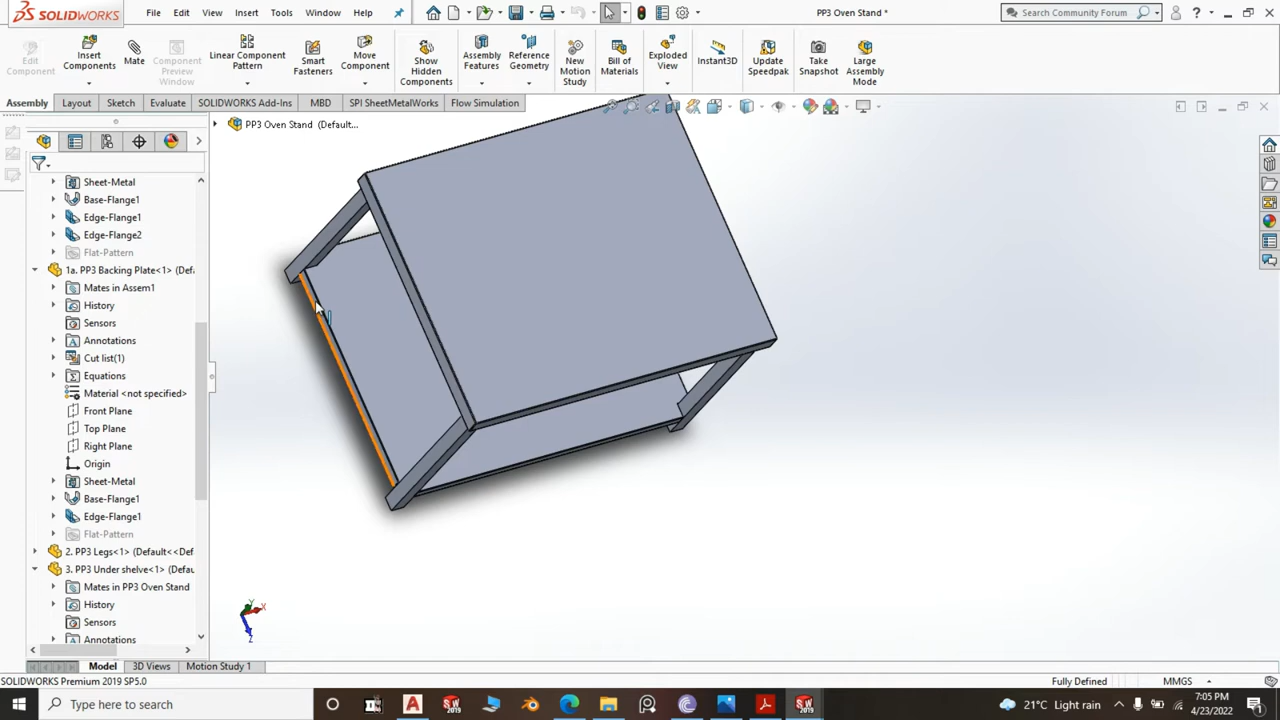 SOLIDWORKS
File Edit View Insert Tools Window Help
PP3 Oven Stand *
Search Community Forum
?
Edit Component
Insert Components
Mate
Component Preview Window
Linear Component Pattern
Smart Fasteners
Move Component
Show Hidden Components
Assembly Features
Reference Geometry
New Motion Study
Bill of Materials
Exploded View
Instant3D
Update Speedpak
Take Snapshot
Large Assembly Mode
Assembly Layout Sketch Evaluate SOLIDWORKS Add-Ins MBD SPI SheetMetalWorks Flow Simulation
PP3 Oven Stand (Default...
Sheet-Metal
Base-Flange1
Edge-Flange1
Edge-Flange2
Flat-Pattern
1a. PP3 Backing Plate<1> (Def
Mates in Assem1
History
Sensors
Annotations
Cut list(1)
Equations
Material <not specified>
Front Plane
Top Plane
Right Plane
Origin
Sheet-Metal
Base-Flange1
Edge-Flange1
Flat-Pattern
2. PP3 Legs<1> (Default<<Def
3. PP3 Under shelve<1> (Defau
Mates in PP3 Oven Stand
History
Sensors
Annotations
Y
X
Z
Model 3D Views Motion Study 1
SOLIDWORKS Premium 2019 SP5.0
Fully Defined
MMGS
Type here to search
21°C Light rain
7:05 PM
4/23/2022